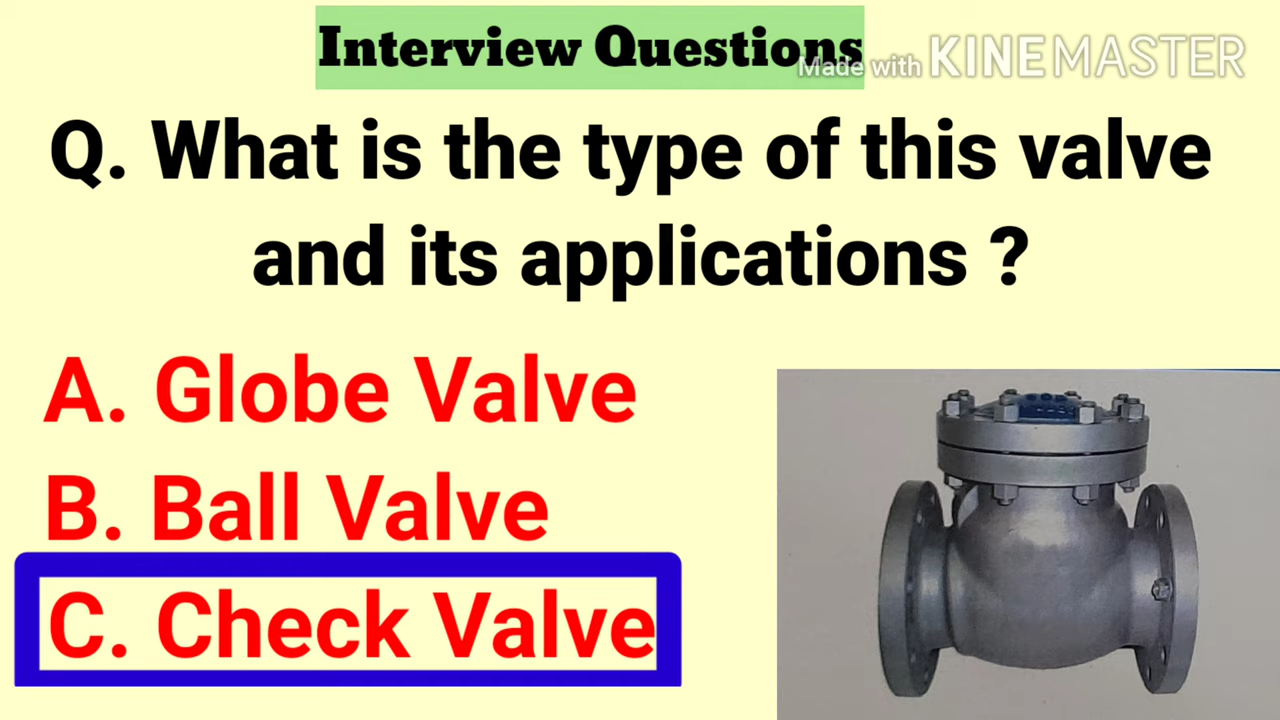 Interview Questions
Made with KINEMASTER
Q. What is the type of this valve
and its applications ?
A. Globe Valve
B. Ball Valve
C. Check Valve